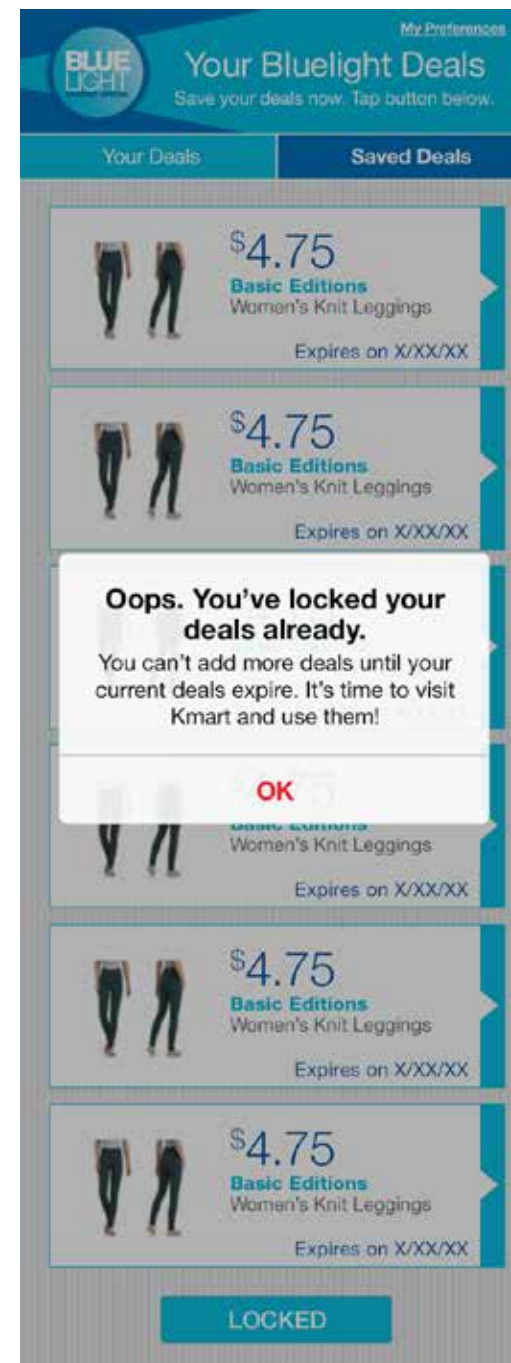 My Preferences
BLUE
LIGHT
Your Bluelight Deals
Save your deals now. Tap button below.
Your Deals
Saved Deals
$4.75
Basic Editions
Women's Knit Leggings
Expires on X/XX/XX
$4.75
Basic Editions
Women's Knit Leggings
Expires on X/XX/XX
Oops. You've locked your
deals already.
You can't add more deals until your
current deals expire. It's time to visit
Kmart and use them!
OK
Basic Editions
Women's Knit Leggings
Expires on X/XX/XX
$4.75
Basic Editions
Women's Knit Leggings
Expires on X/XX/XX
$4.75
Basic Editions
Women's Knit Leggings
Expires on X/XX/XX
LOCKED